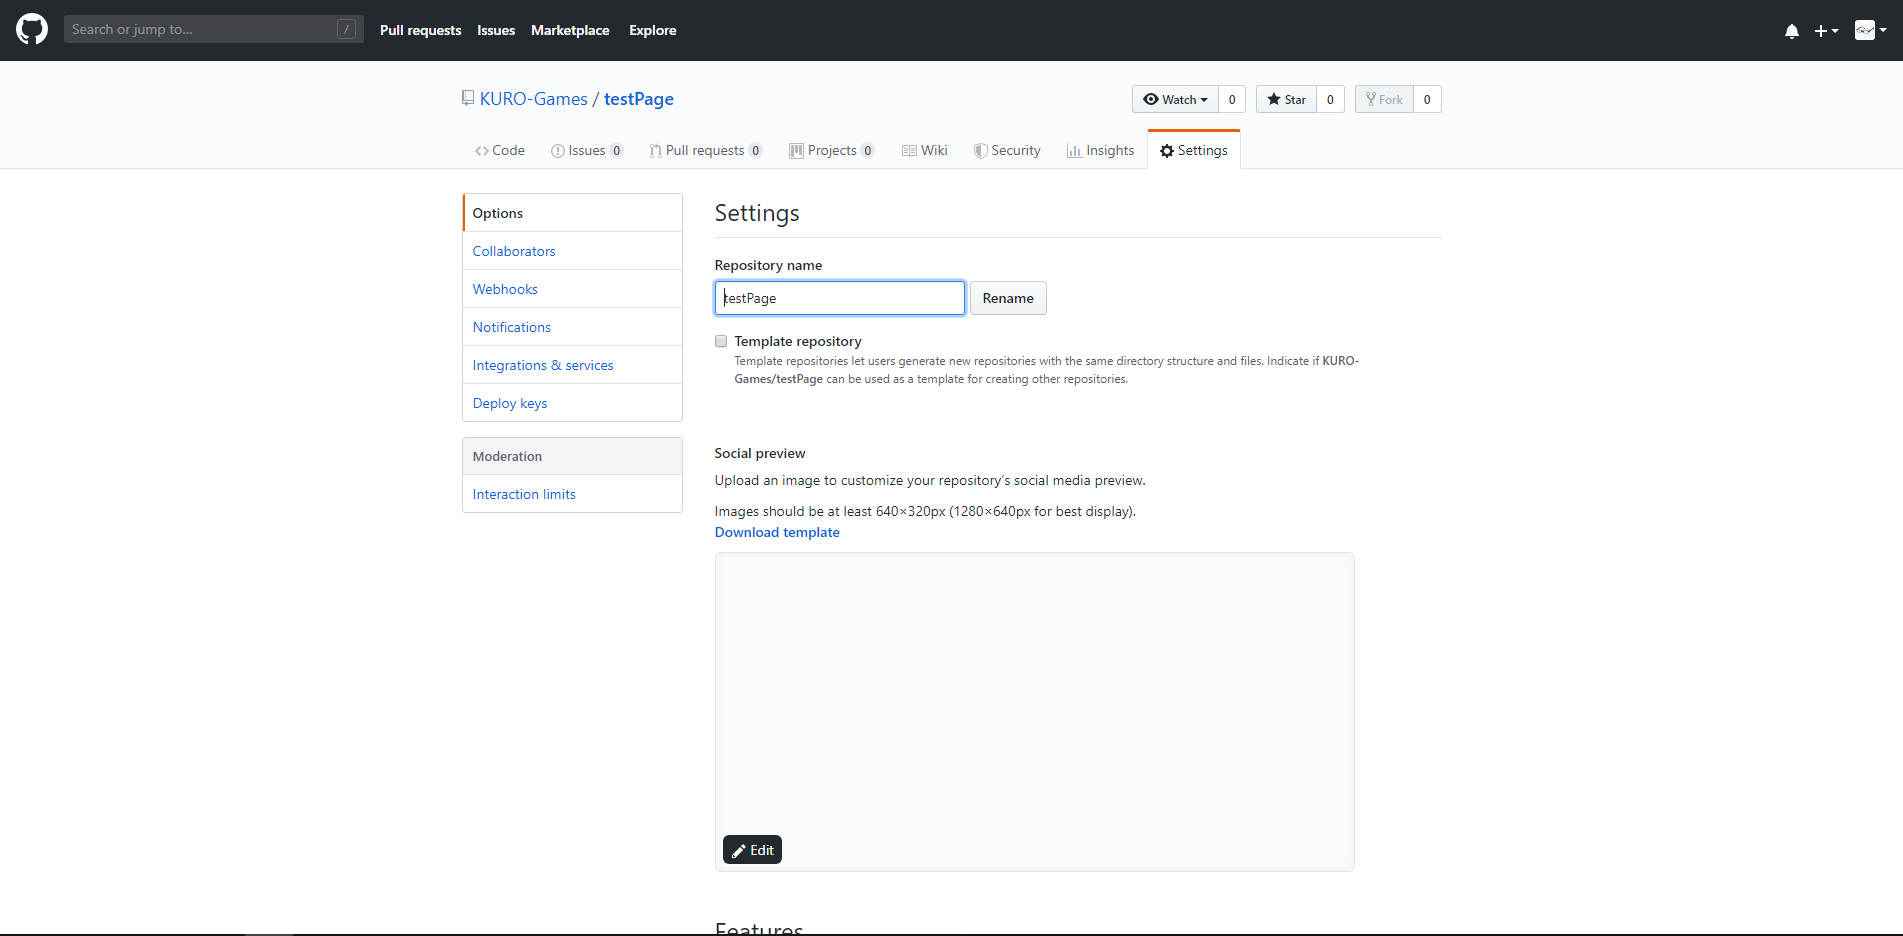 Search or jump to... /
Pull requests Issues Marketplace Explore
KURO-Games / testPage
Watch 0 Star 0 Fork 0
Code Issues 0 Pull requests 0 Projects 0 Wiki Security Insights Settings
Options
Collaborators
Webhooks
Notifications
Integrations & services
Deploy keys
Moderation
Interaction limits
Settings
Repository name
testPage Rename
Template repository
Template repositories let users generate new repositories with the same directory structure and files. Indicate if KURO-
Games/testPage can be used as a template for creating other repositories.
Social preview
Upload an image to customize your repository’s social media preview.
Images should be at least 640×320px (1280×640px for best display).
Download template
Edit
Features